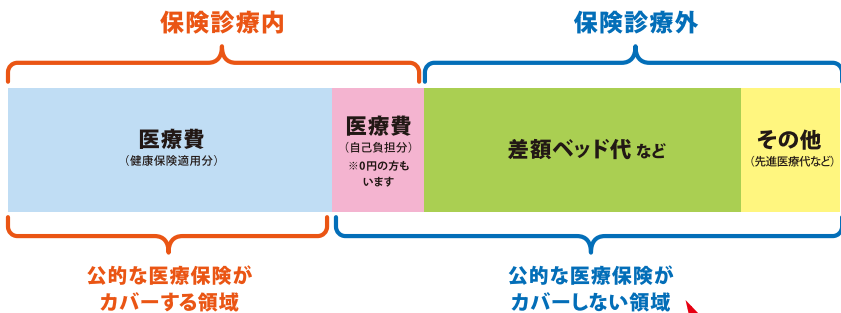 保険診療内
保険診療外
医療費
（健康保険適用分）
医療費
（自己負担分）
※0円の方も
います
差額ベッド代 など
その他
（先進医療代など）
公的な医療保険が
カバーする領域
公的な医療保険が
カバーしない領域